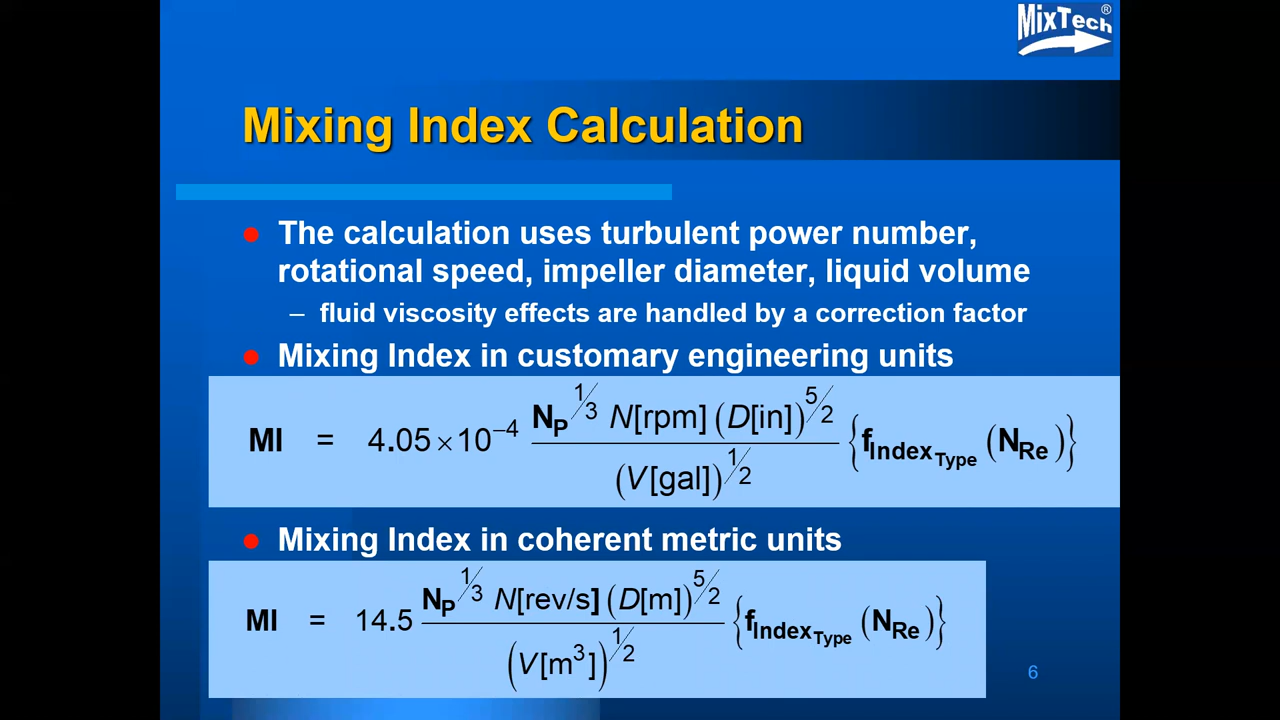 MixTech®
Mixing Index Calculation
The calculation uses turbulent power number,
rotational speed, impeller diameter, liquid volume
– fluid viscosity effects are handled by a correction factor
Mixing Index in customary engineering units
MI = 4.05×10⁻⁴ N_P^(1/3) N[rpm] (D[in])^(5/2) / (V[gal])^(1/2) {f_Index_Type (N_Re)}
Mixing Index in coherent metric units
MI = 14.5 N_P^(1/3) N[rev/s] (D[m])^(5/2) / (V[m³])^(1/2) {f_Index_Type (N_Re)}
6